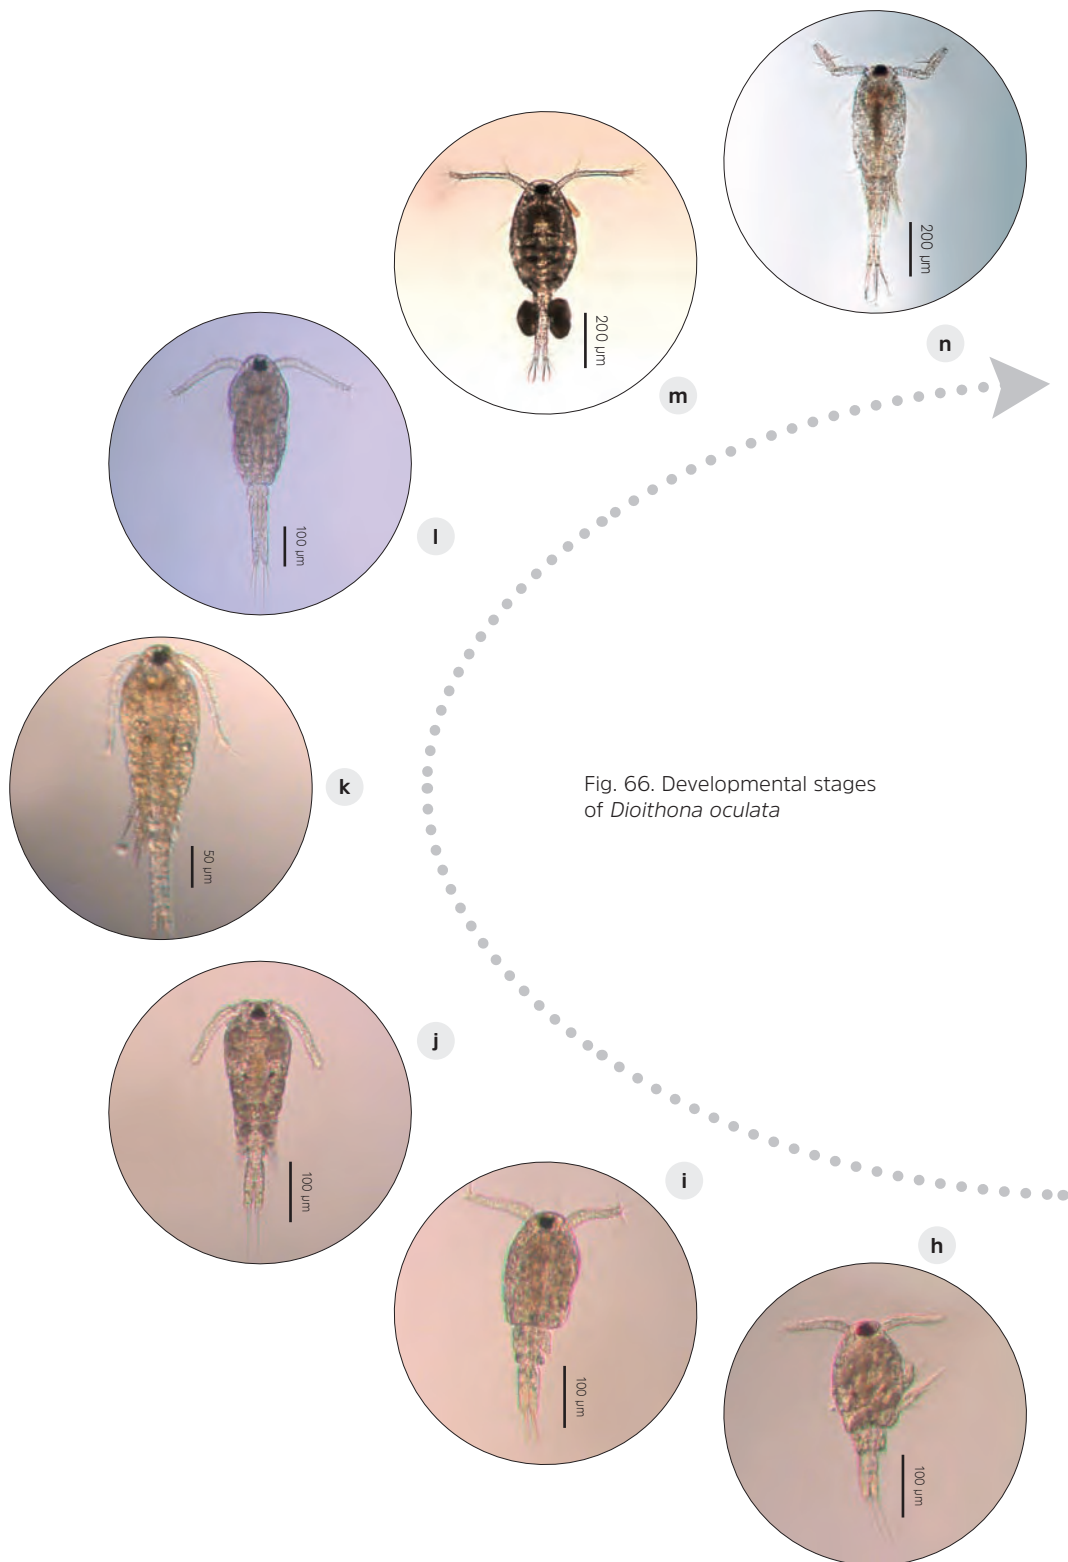 n
200 µm
m
200 µm
l
100 µm
k
50 µm
Fig. 66. Developmental stages
of Dioithona oculata
j
100 µm
i
100 µm
h
100 µm